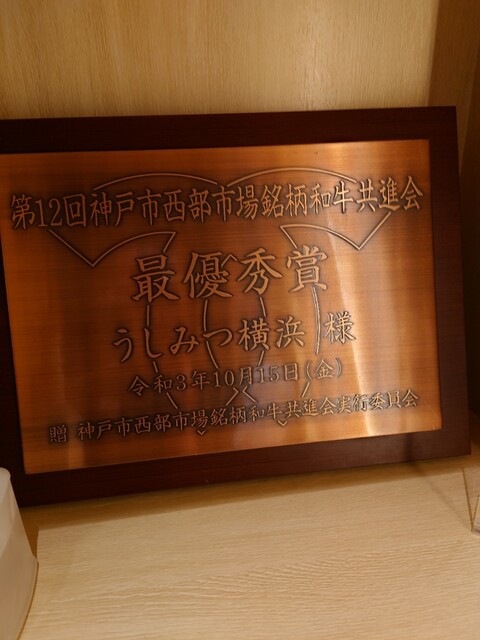 第12回神戸市西部市場銘柄和牛共進会
最優秀賞
うしみつ横浜 様
令和3年10月15日(金)
贈 神戸市西部市場銘柄和牛共進会実行委員会